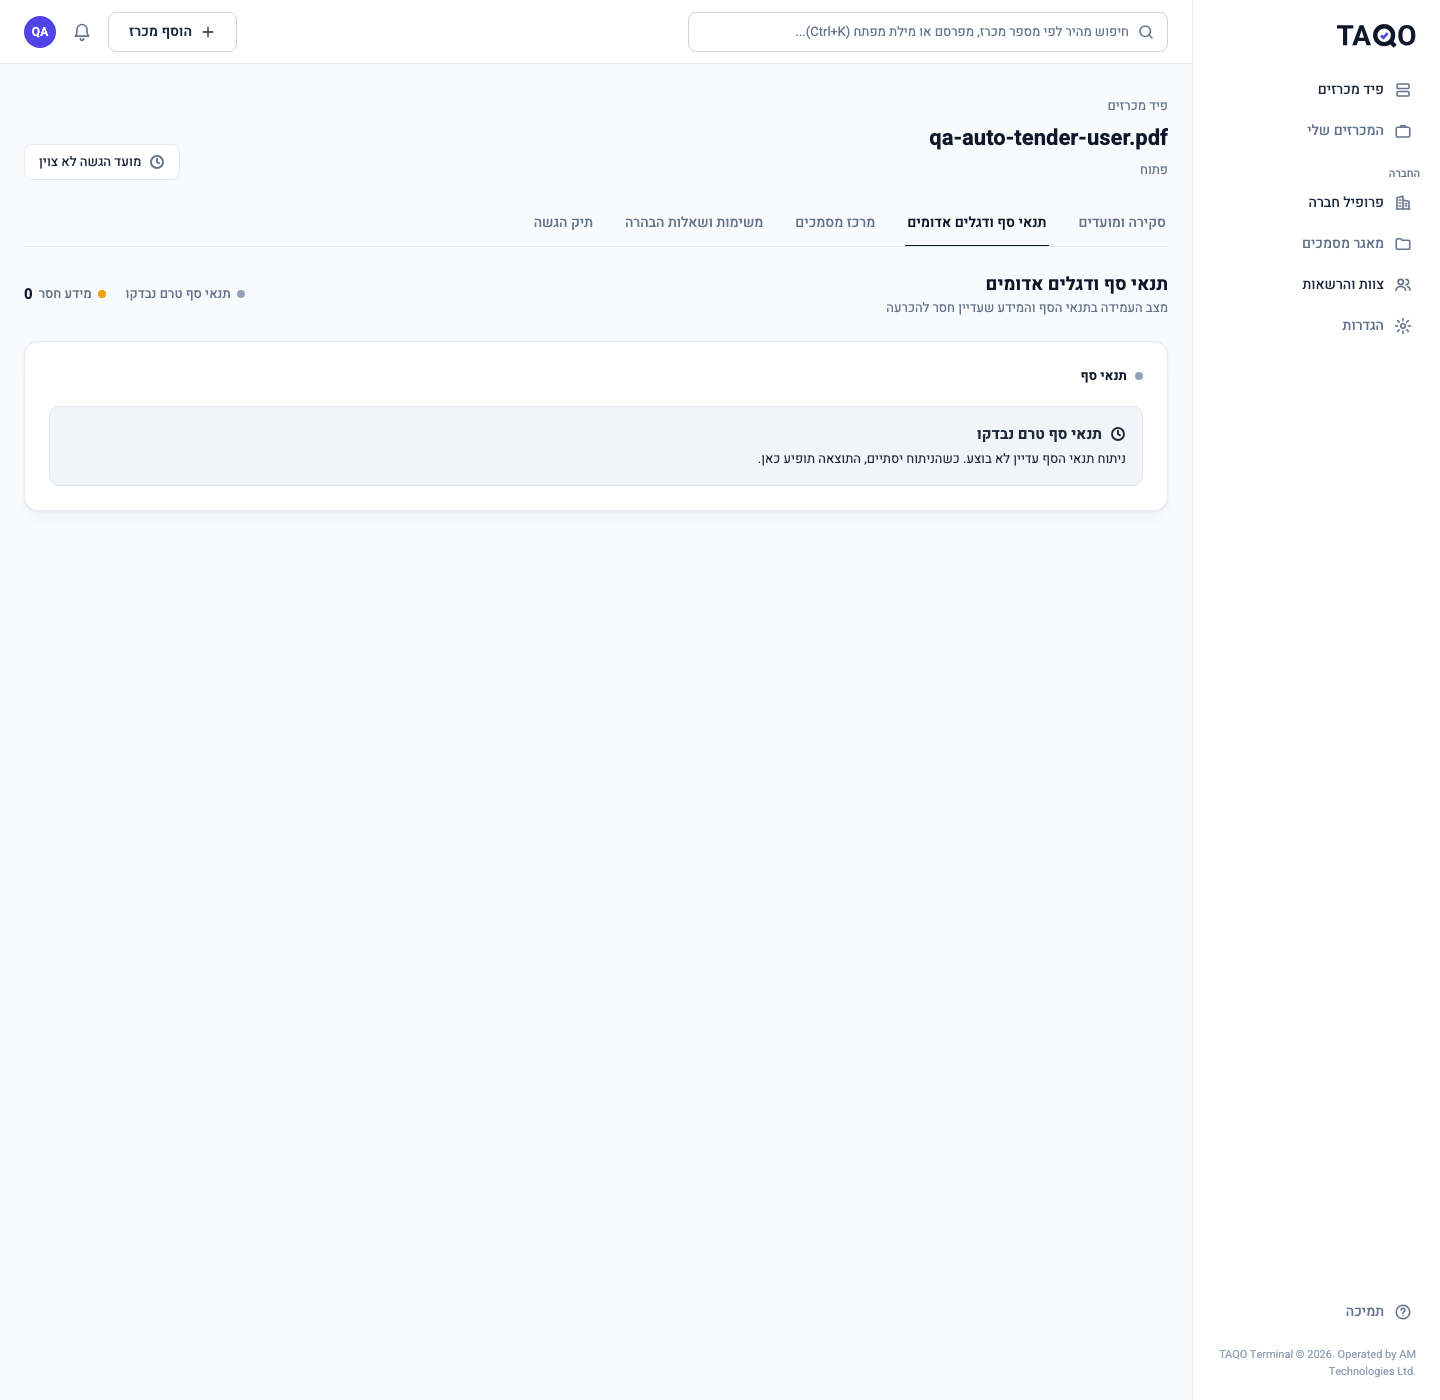 TAQO
פיד מכרזים
המכרזים שלי
החברה
פרופיל חברה
מאגר מסמכים
צוות והרשאות
הגדרות
תמיכה
TAQO Terminal © 2026. Operated by AM
Technologies Ltd.
חיפוש מהיר לפי מספר מכרז, מפרסם או מילת מפתח (Ctrl+K)...
הוסף מכרז
QA
פיד מכרזים
qa-auto-tender-user.pdf
פתוח
מועד הגשה לא צוין
סקירה ומועדים
תנאי סף ודגלים אדומים
מרכז מסמכים
משימות ושאלות הבהרה
תיק הגשה
תנאי סף ודגלים אדומים
מצב העמידה בתנאי הסף והמידע שעדיין חסר להכרעה
תנאי סף טרם נבדקו
מידע חסר 0
תנאי סף
תנאי סף טרם נבדקו
ניתוח תנאי הסף עדיין לא בוצע. כשהניתוח יסתיים, התוצאה תופיע כאן.